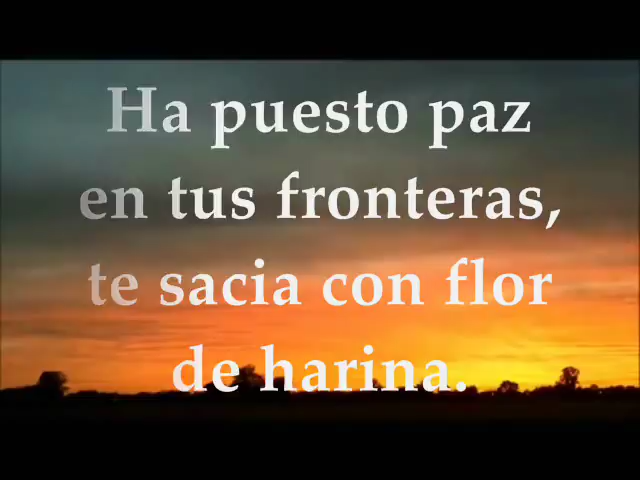 Ha puesto paz
en tus fronteras,
te sacia con flor
de harina.